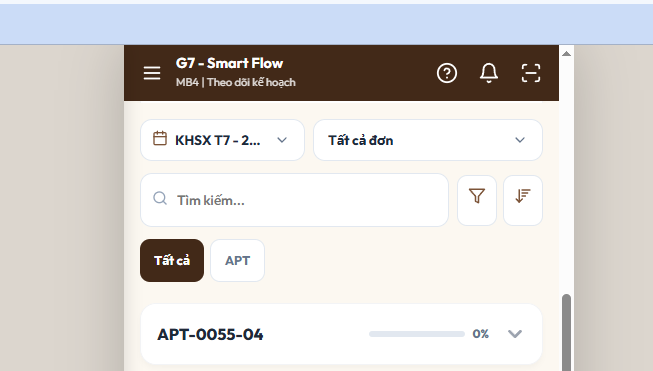 G7 - Smart Flow
MB4 | Theo dõi kế hoạch
KHSX T7 - 2...
Tất cả đơn
Tìm kiếm...
Tất cả
APT
APT-0055-04
0%